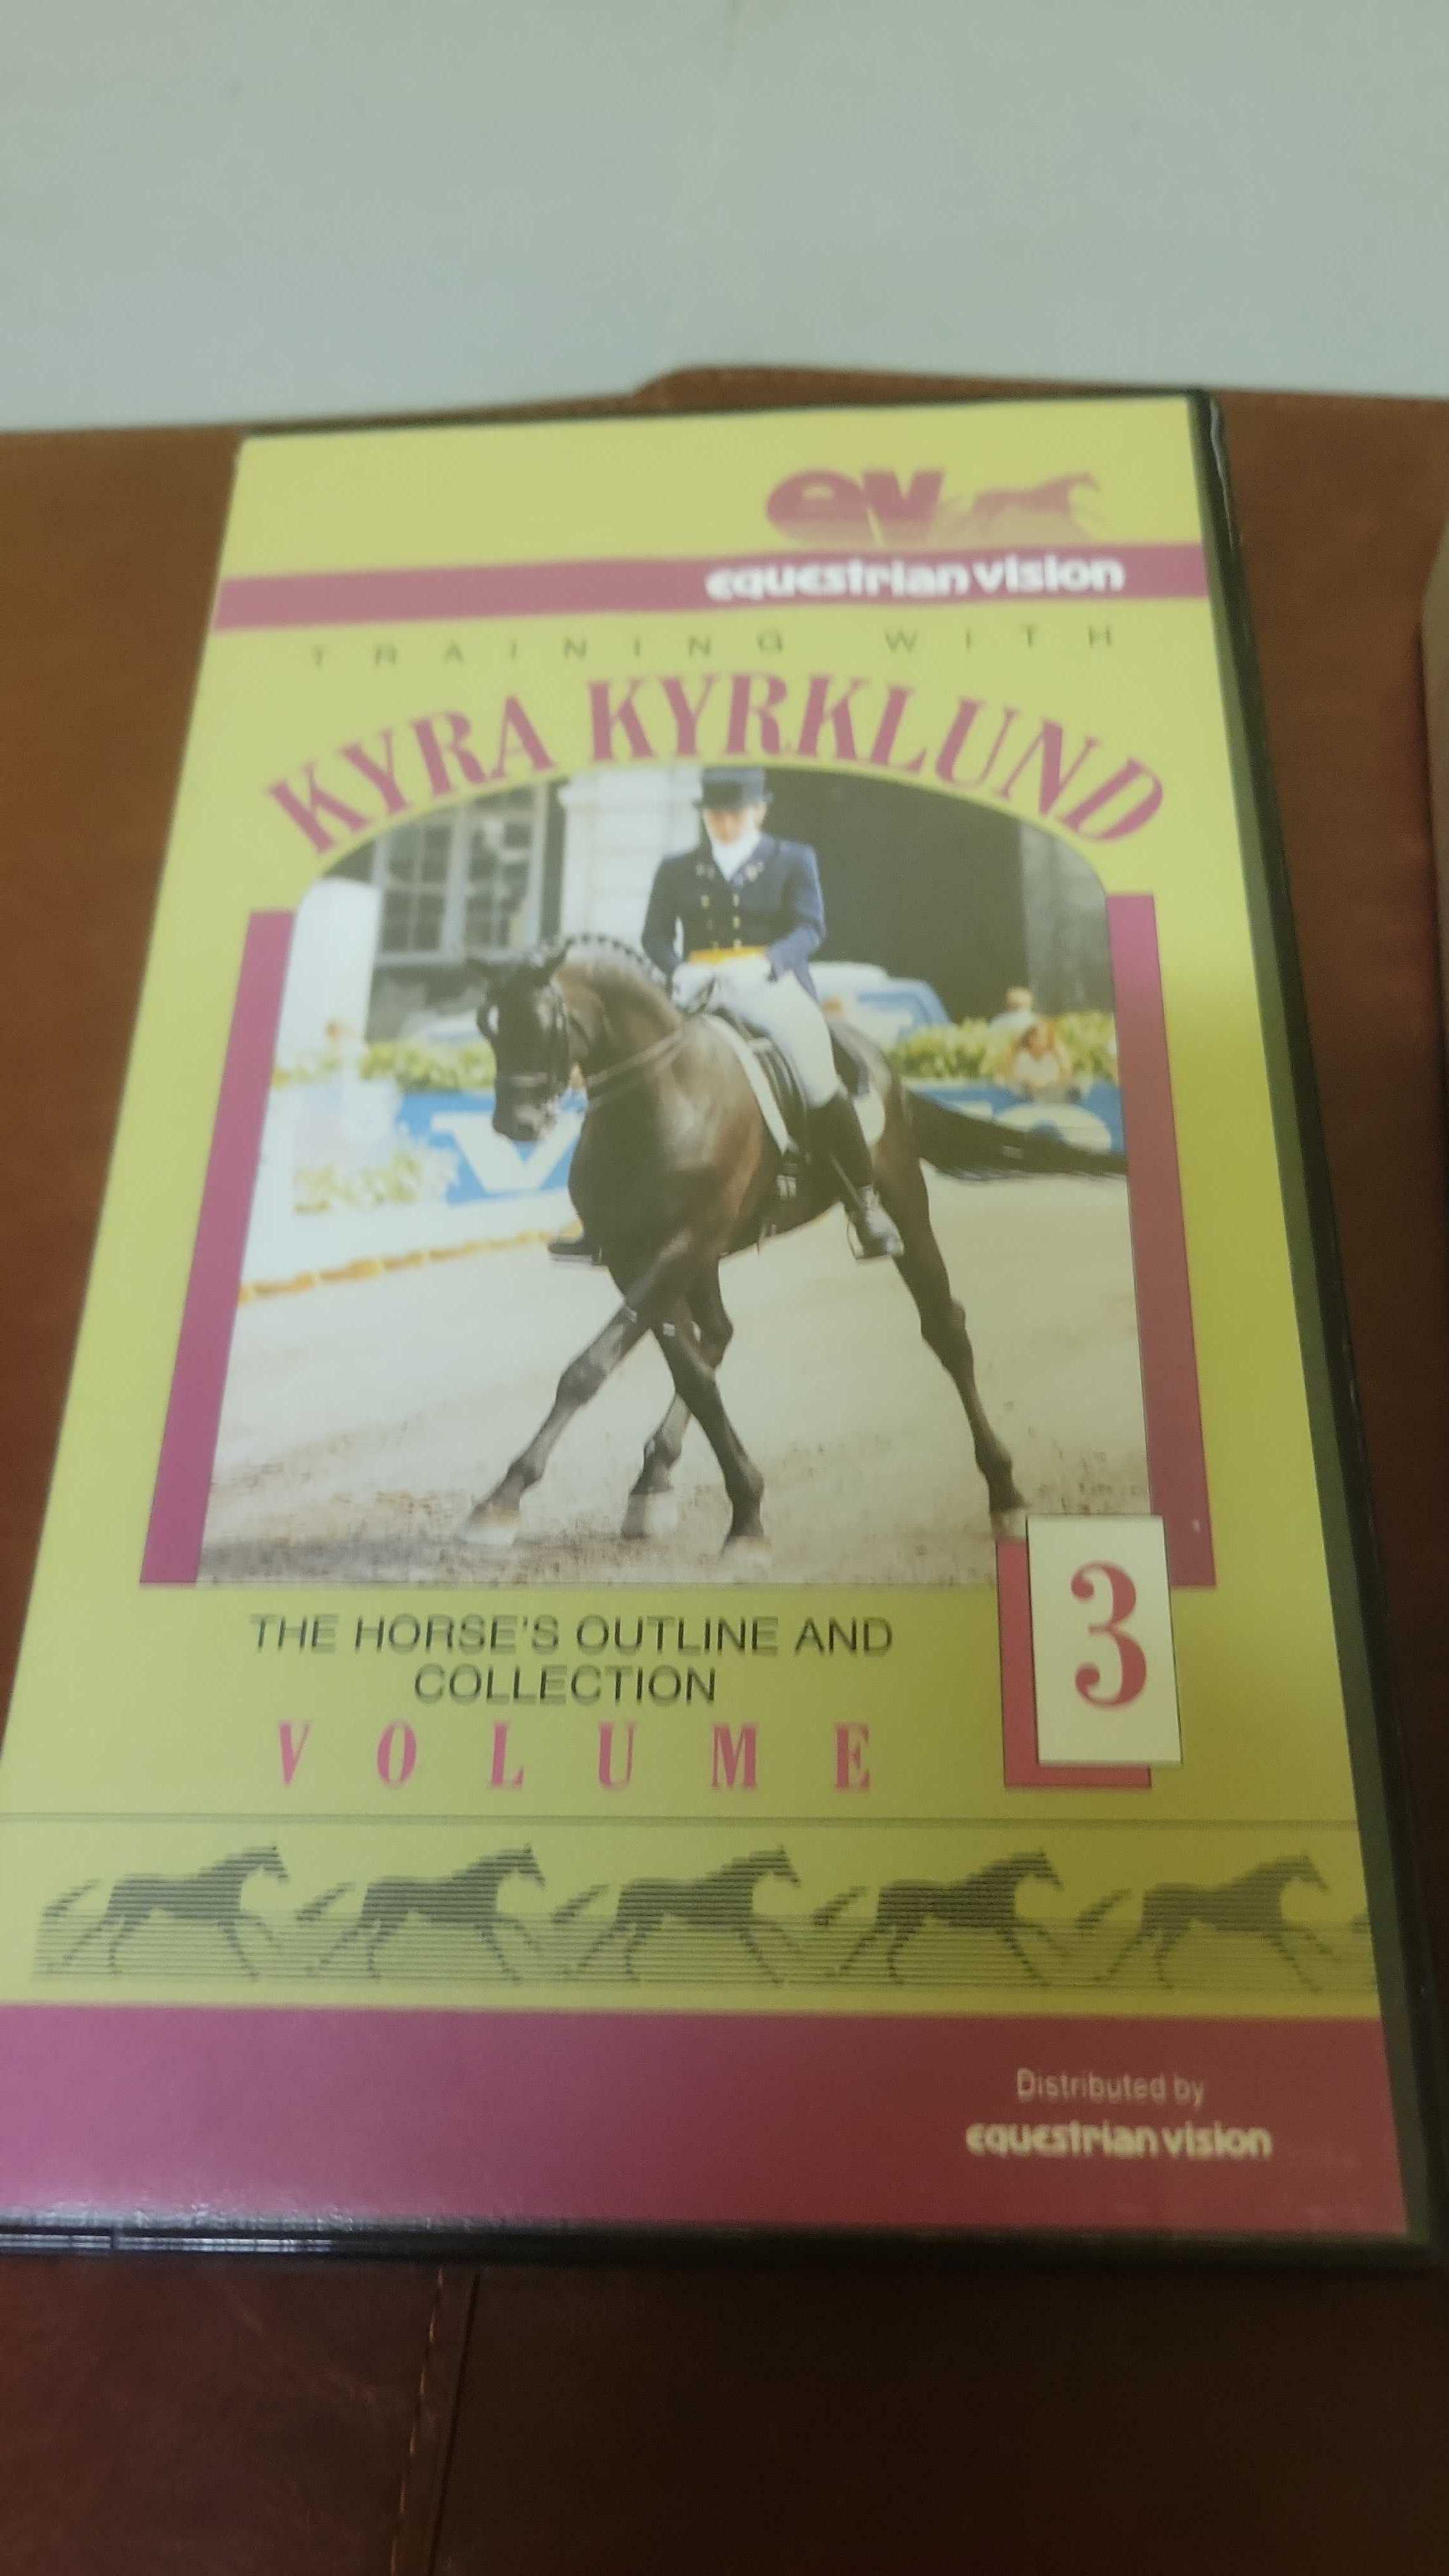 ev
equestrian vision
TRAINING WITH
KYRA KYRKLUND
THE HORSE'S OUTLINE AND
COLLECTION
VOLUME
3
Distributed by
equestrian vision